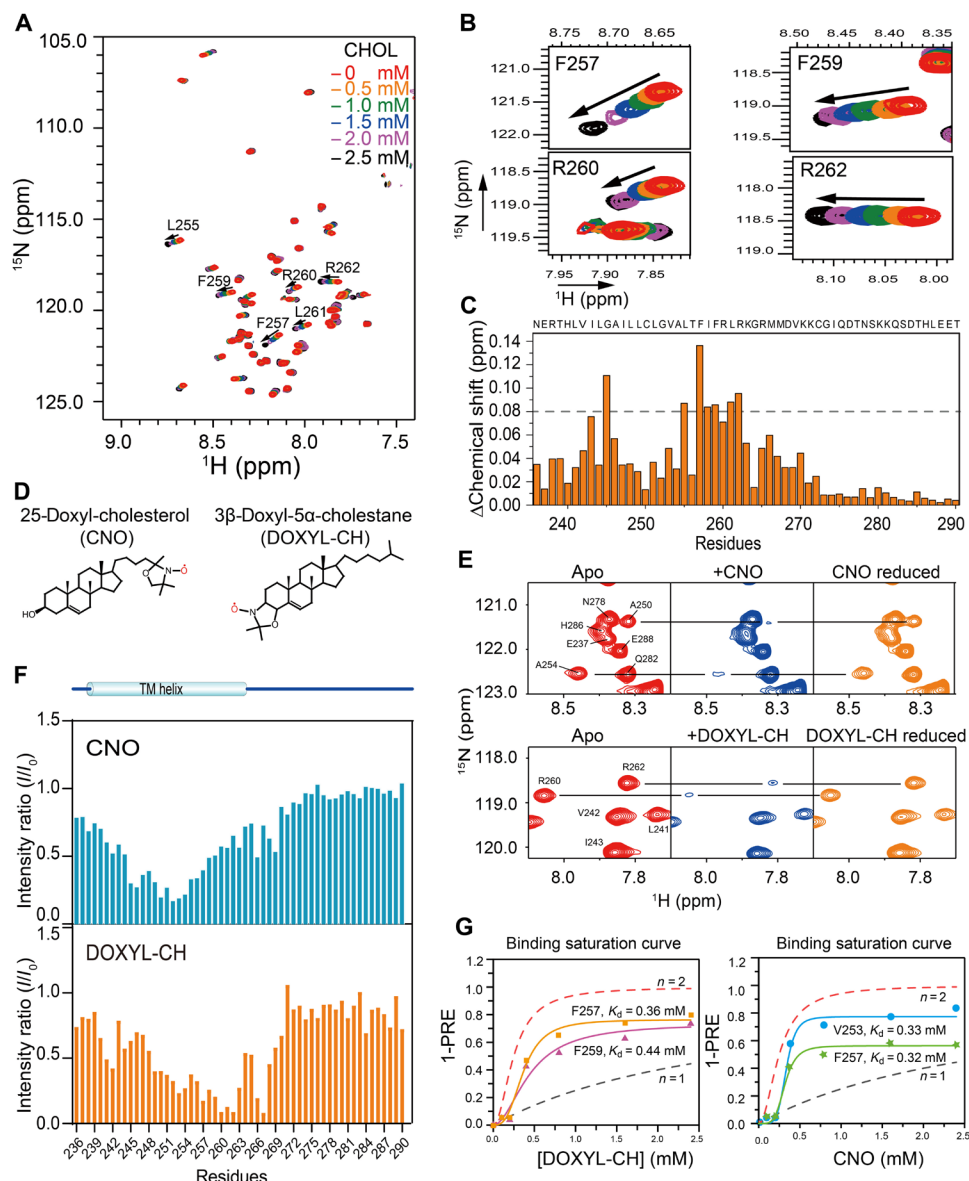 A
CHOL
– 0 mM
– 0.5 mM
– 1.0 mM
– 1.5 mM
– 2.0 mM
– 2.5 mM
105.0
110.0
115.0
120.0
125.0
15N (ppm)
L255
F259
R260
R262
F257
L261
9.0 8.5 8.0 7.5
1H (ppm)
B
8.75 8.70 8.65
8.50 8.45 8.40 8.35
F257
121.0
121.5
122.0
F259
118.5
119.0
119.5
R260
118.5
119.0
119.5
R262
118.0
118.5
119.0
15N (ppm)
7.95 7.90 7.85
8.10 8.05 8.00
1H (ppm)
C
NERTHLV ILGAILLCLGVALTFIFRLRKGRMMDVKKCGIQDTNSKKQSDTHLEET
0.14
0.12
0.10
0.08
0.06
0.04
0.02
0.00
ΔChemical shift (ppm)
240 250 260 270 280 290
Residues
D
25-Doxyl-cholesterol
(CNO)
3β-Doxyl-5α-cholestane
(DOXYL-CH)
HO
O
N
O
O
N
O
E
Apo +CNO CNO reduced
121.0
122.0
123.0
N278
A250
H286
E237
E288
A254
Q282
8.5 8.3 8.5 8.3 8.5 8.3
15N (ppm)
Apo +DOXYL-CH DOXYL-CH reduced
118.0
119.0
120.0
R262
R260
V242
L241
I243
8.0 7.8 8.0 7.8 8.0 7.8
1H (ppm)
F
TM helix
CNO
1.5
1.0
0.5
0.0
Intensity ratio (I/I0)
DOXYL-CH
1.5
1.0
0.5
0.0
Intensity ratio (I/I0)
236 239 242 245 248 251 254 257 260 263 266 269 272 275 278 281 284 287 290
Residues
G
Binding saturation curve
1.2
1.0
0.8
0.6
0.4
0.2
0.0
1-PRE
n = 2
F257, Kd = 0.36 mM
F259, Kd = 0.44 mM
n = 1
0.0 0.5 1.0 1.5 2.0 2.5
[DOXYL-CH] (mM)
Binding saturation curve
1.2
1.0
0.8
0.6
0.4
0.2
0.0
1-PRE
n = 2
V253, Kd = 0.33 mM
F257, Kd = 0.32 mM
n = 1
0.0 0.5 1.0 1.5 2.0 2.5
CNO (mM)